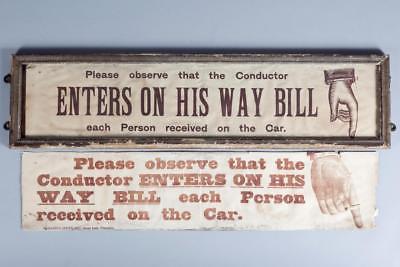 Please observe that the Conductor
ENTERS ON HIS WAY BILL
each Person received on the Car.
Please observe that the
Conductor ENTERS ON HIS
WAY BILL each Person
received on the Car.